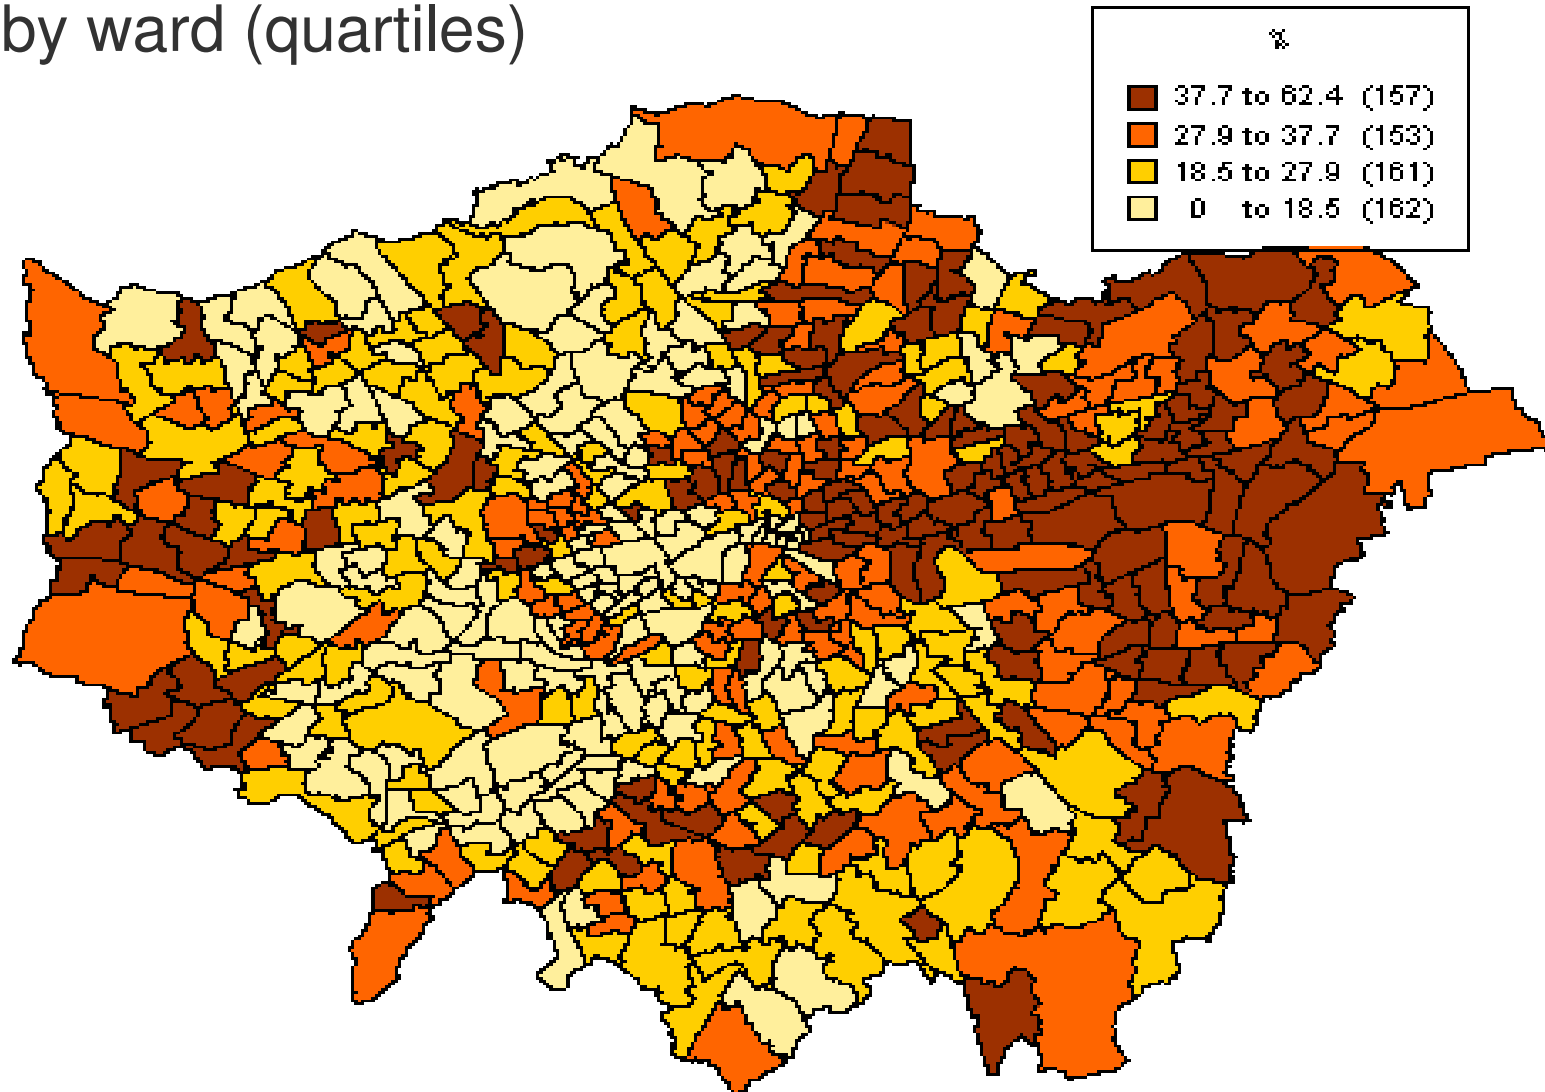 by ward (quartiles)
%
37.7 to 62.4 (157)
27.9 to 37.7 (153)
18.5 to 27.9 (161)
0 to 18.5 (162)